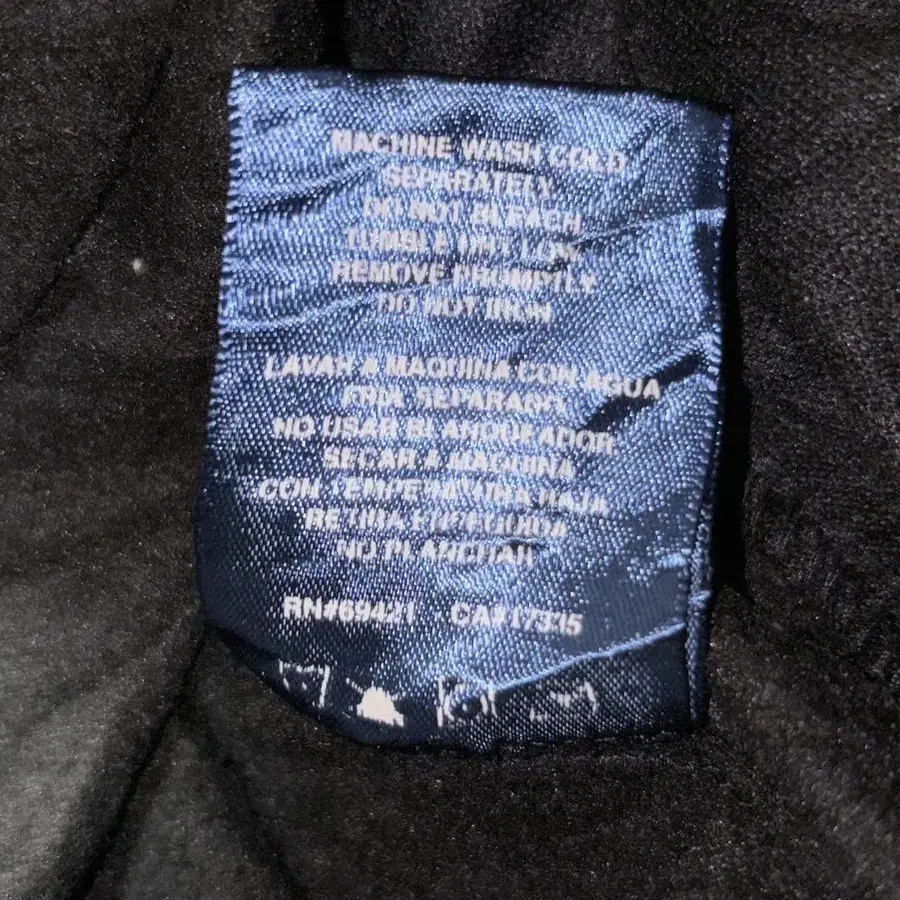 MACHINE WASH COLD
SEPARATELY
DO NOT BLEACH
TUMBLE DRY LOW
REMOVE PROMPTLY
DO NOT IRON
LAVAR A MAQUINA CON AGUA
FRIA SEPARADO
NO USAR BLANQUEADOR
SECAR A MAQUINA
CON TEMPERATURA BAJA
RETIRA ENSEGUIDA
NO PLANCHAR
RN#69421 CA#17335